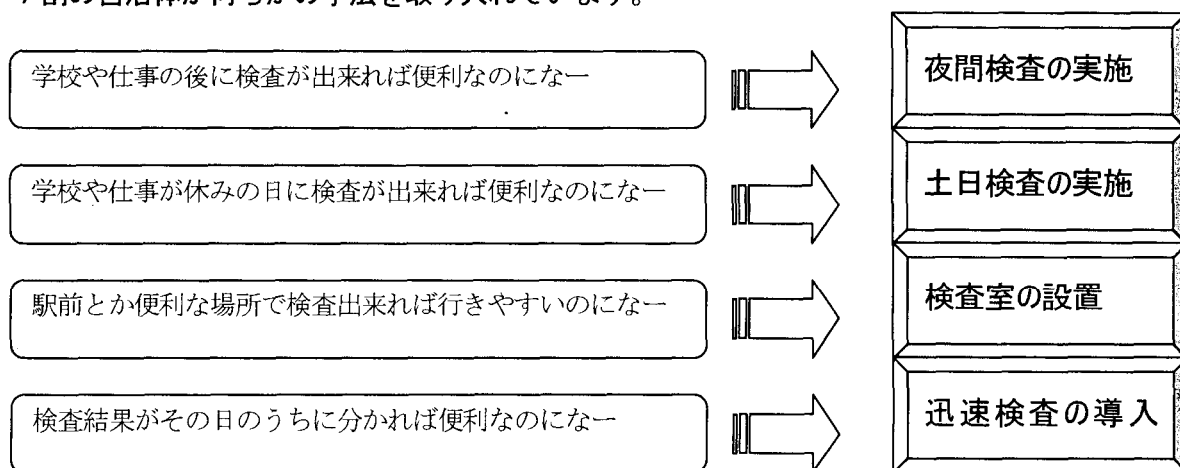 学校や仕事の後に検査が出来れば便利なのになー
夜間検査の実施
学校や仕事が休みの日に検査が出来れば便利なのになー
土日検査の実施
駅前とか便利な場所で検査出来れば行きやすいのになー
検査室の設置
検査結果がその日のうちに分かれば便利なのになー
迅速検査の導入